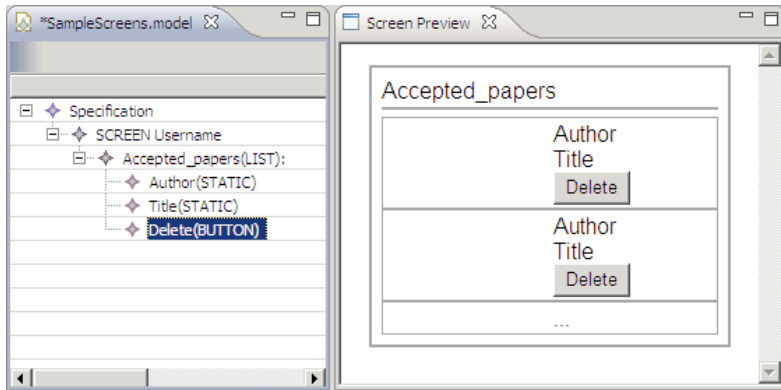 *SampleScreens.model
Specification
SCREEN Username
Accepted_papers(LIST):
Author(STATIC)
Title(STATIC)
Delete(BUTTON)
Screen Preview
Accepted_papers
Author
Title
Delete
Author
Title
Delete
...